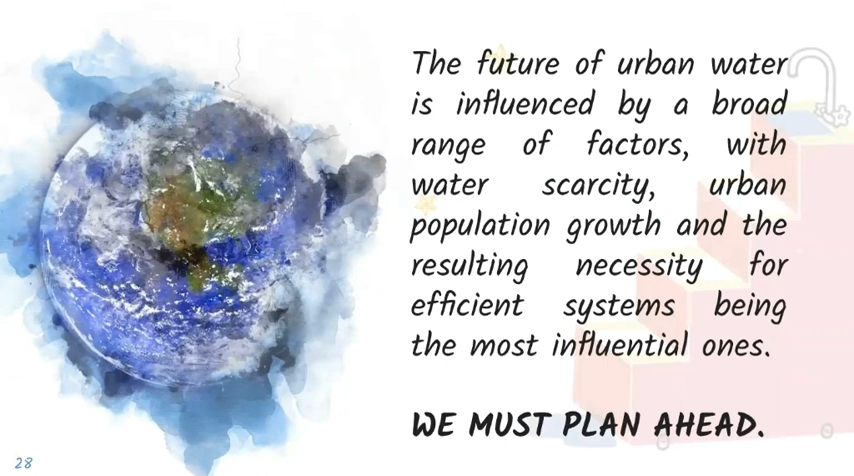 The future of urban water
is influenced by a broad
range of factors, with
water scarcity, urban
population growth and the
resulting necessity for
efficient systems being
the most influential ones.
WE MUST PLAN AHEAD.
28